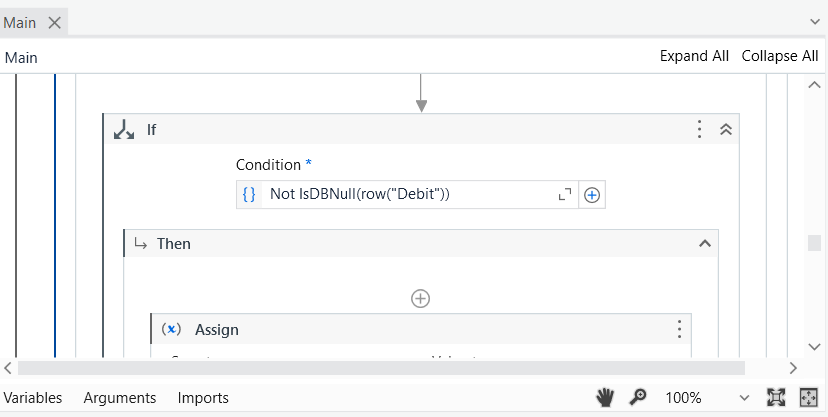 Main
Main
Expand All Collapse All
If
Condition *
{} Not IsDBNull(row("Debit"))
Then
(x) Assign
Variables Arguments Imports 100%